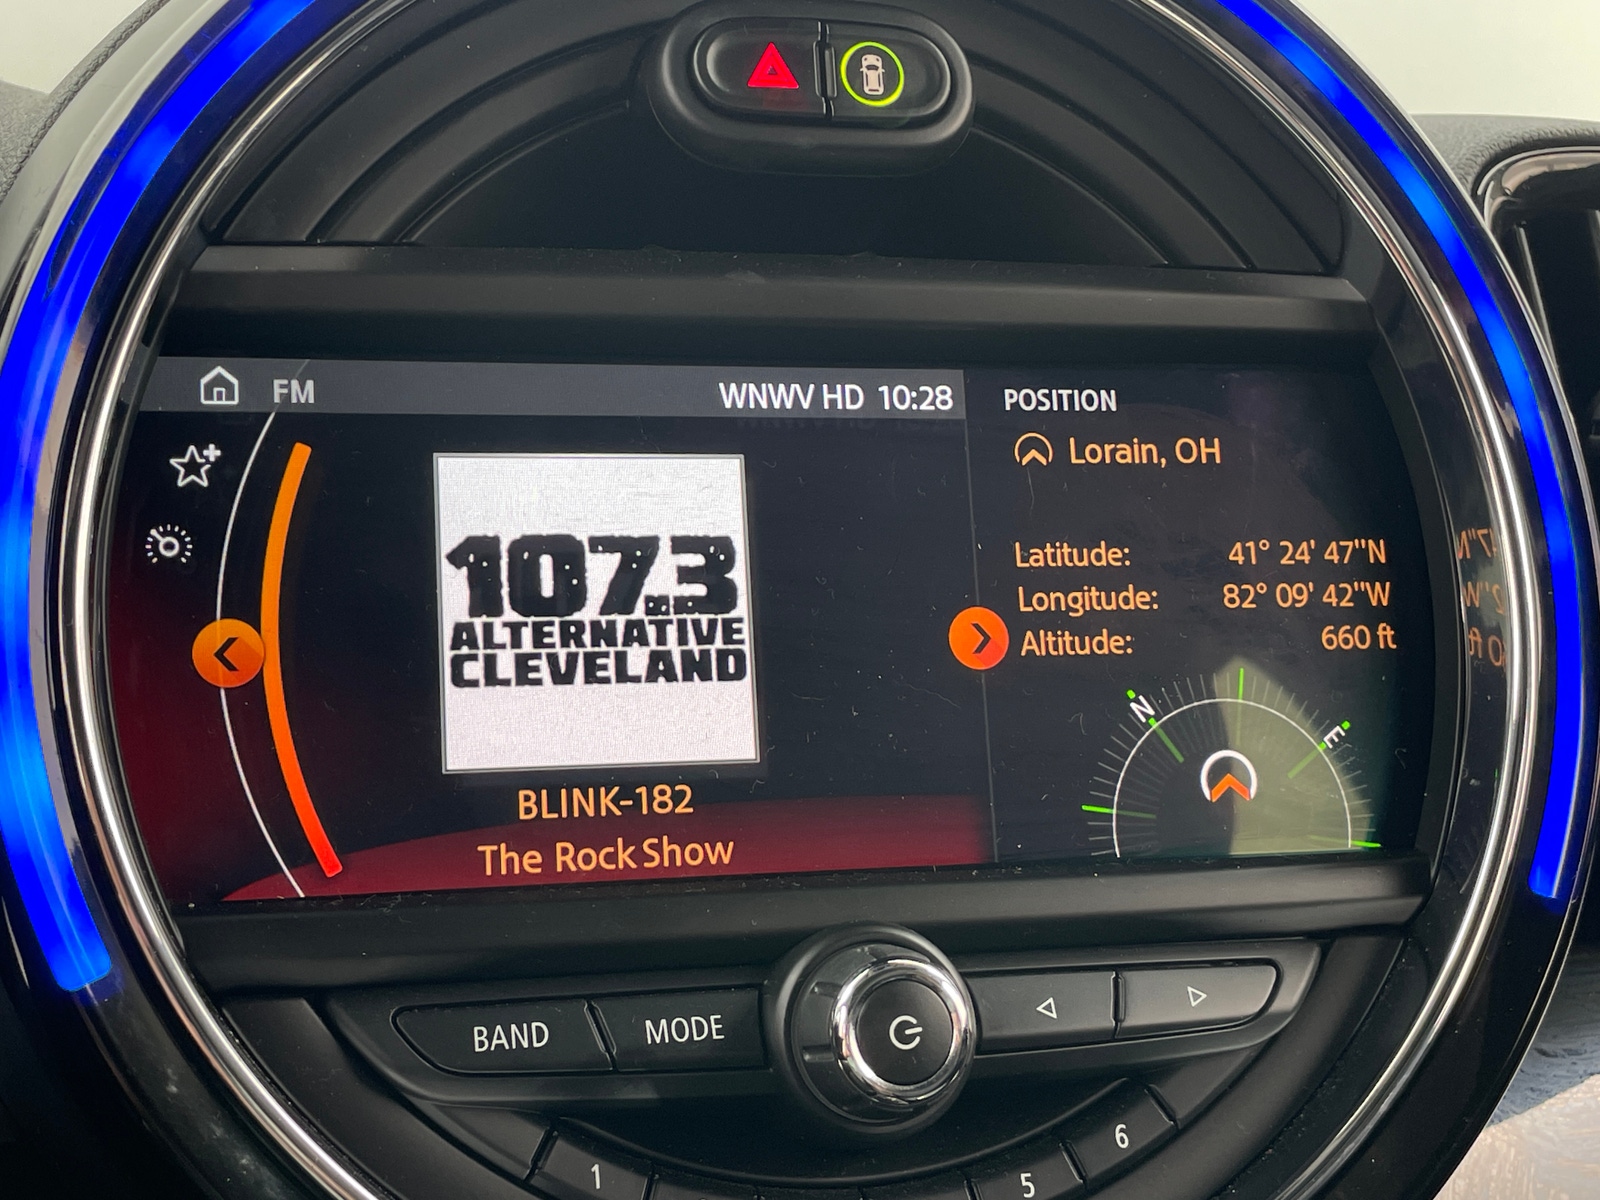 FM
WNWV HD 10:28
107.3
ALTERNATIVE
CLEVELAND
BLINK-182
The Rock Show
POSITION
Lorain, OH
Latitude: 41° 24' 47"N
Longitude: 82° 09' 42"W
Altitude: 660 ft
N
E
BAND
MODE
1
5
6